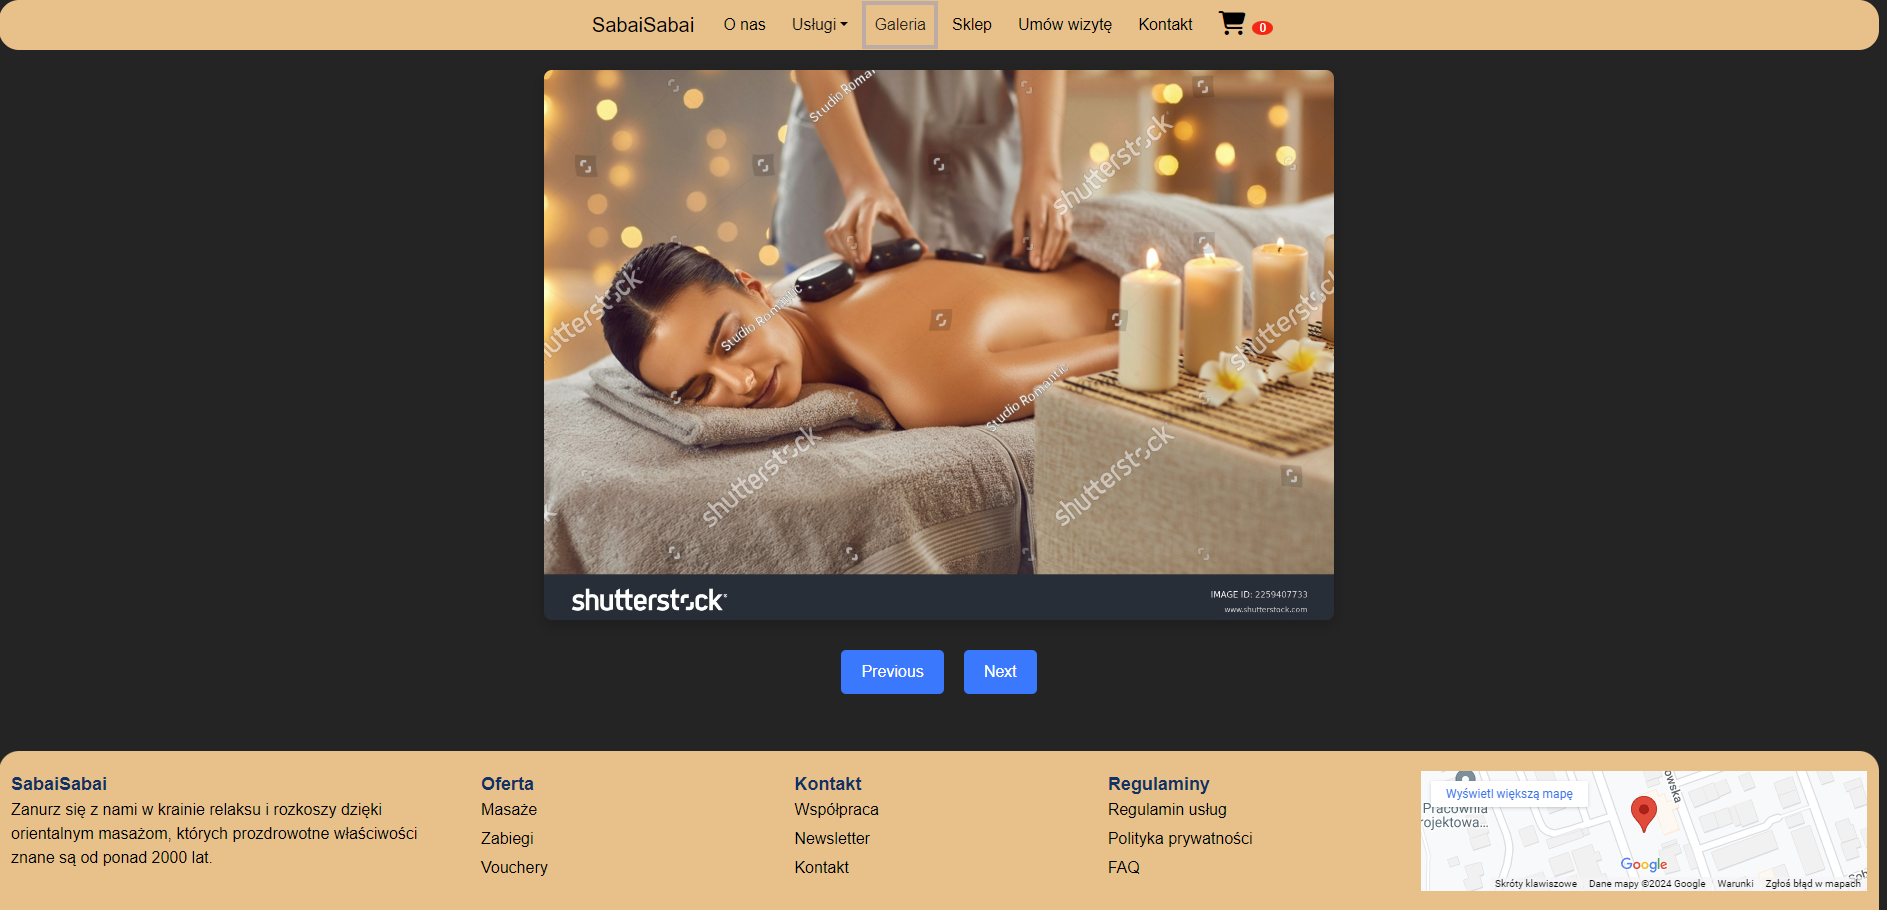 SabaiSabai O nas Usługi Galeria Sklep Umów wizytę Kontakt 0
Studio Roman
shutterstock
shutterstock
Studio Romantic
shutterstock
Studio Romantic
shutterstock
shutterstock
shutterstock
IMAGE ID: 2259407733
www.shutterstock.com
Previous Next
SabaiSabai
Zanurz się z nami w krainie relaksu i rozkoszy dzięki
orientalnym masażom, których prozdrowotne właściwości
znane są od ponad 2000 lat.
Oferta
Masaże
Zabiegi
Vouchery
Kontakt
Współpraca
Newsletter
Kontakt
Regulaminy
Regulamin usług
Polityka prywatności
FAQ
Wyświetl większą mapę
Pracownia
rojektowa...
owska
Google
Skróty klawiszowe Dane mapy ©2024 Google Warunki Zgłoś błąd w mapach